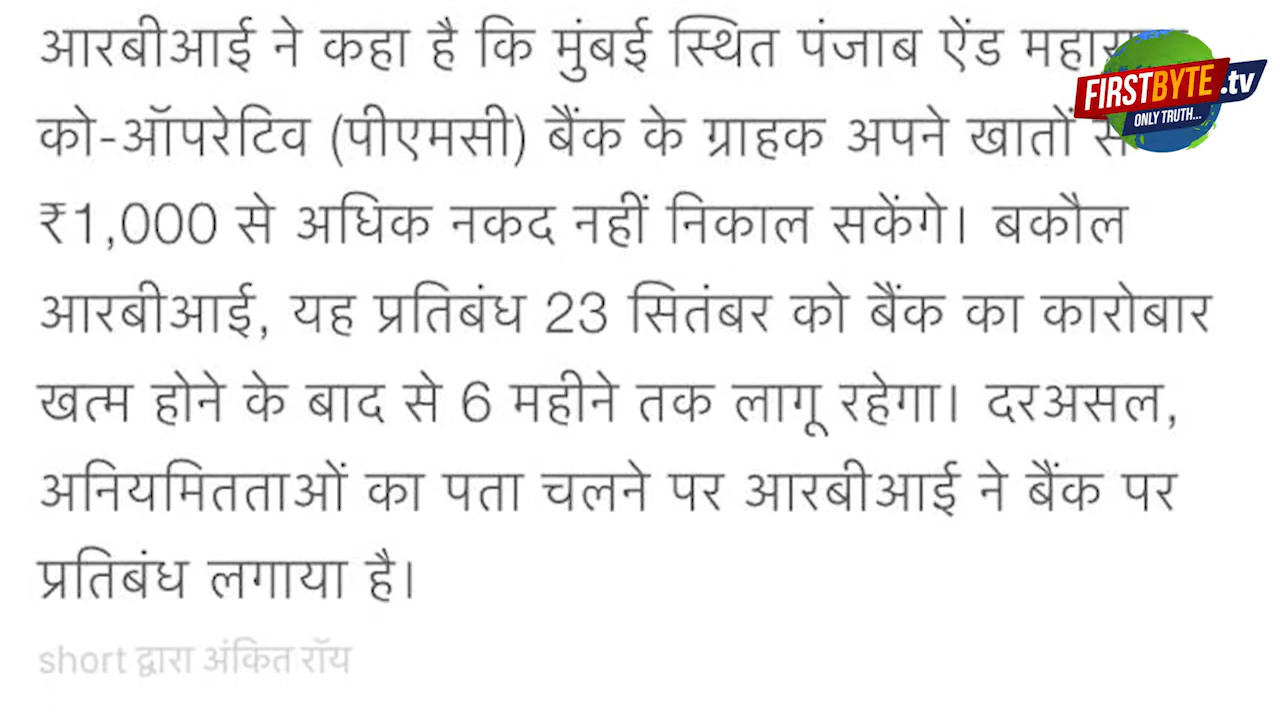 आरबीआई ने कहा है कि मुंबई स्थित पंजाब ऐंड
को-ऑपरेटिव (पीएमसी) बैंक के ग्राहक अपने खातों से
₹1,000 से अधिक नकद नहीं निकाल सकेंगे। बकौल
आरबीआई, यह प्रतिबंध 23 सितंबर को बैंक का कारोबार
खत्म होने के बाद से 6 महीने तक लागू रहेगा। दरअसल,
अनियमितताओं का पता चलने पर आरबीआई ने बैंक पर
प्रतिबंध लगाया है।
short द्वारा अंकित रॉय
FIRSTBYTE.tv
ONLY TRUTH...